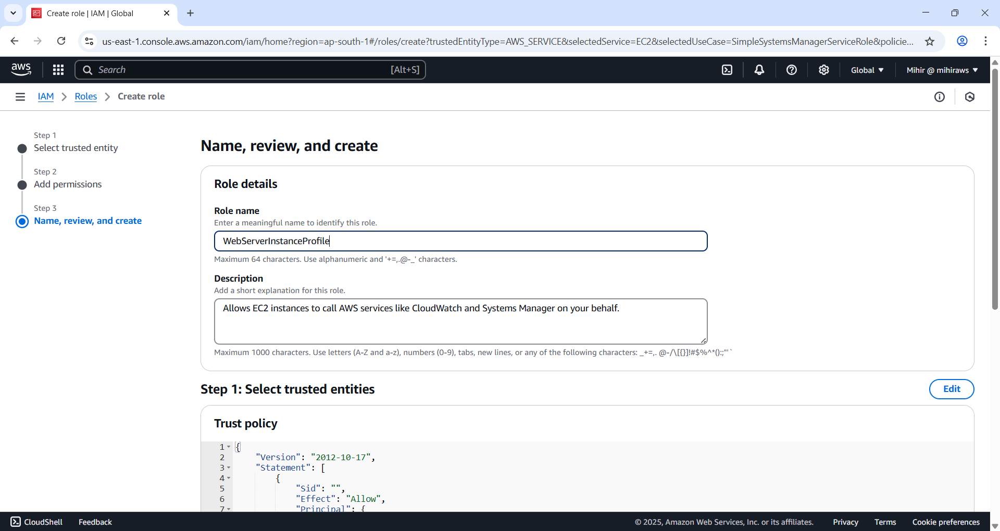 Create role | IAM | Global
us-east-1.console.aws.amazon.com/iam/home?region=ap-south-1#/roles/create?trustedEntityType=AWS_SERVICE&selectedService=EC2&selectedUseCase=SimpleSystemsManagerServiceRole&policie...
aws
Search
[Alt+S]
Global
Mihir @ mihiraws
IAM
Roles
Create role
Step 1
Select trusted entity
Step 2
Add permissions
Step 3
Name, review, and create
Name, review, and create
Role details
Role name
Enter a meaningful name to identify this role.
WebServerInstanceProfile
Maximum 64 characters. Use alphanumeric and '+=,.@-_' characters.
Description
Add a short explanation for this role.
Allows EC2 instances to call AWS services like CloudWatch and Systems Manager on your behalf.
Maximum 1000 characters. Use letters (A-Z and a-z), numbers (0-9), tabs, new lines, or any of the following characters: _+=,. @-/\[{}]!#$%^*();:"'`
Step 1: Select trusted entities
Edit
Trust policy
1 {
2 "Version": "2012-10-17",
3 "Statement": [
4 {
5 "Sid": "",
6 "Effect": "Allow",
7 "Principal": {
CloudShell
Feedback
© 2025, Amazon Web Services, Inc. or its affiliates.
Privacy
Terms
Cookie preferences